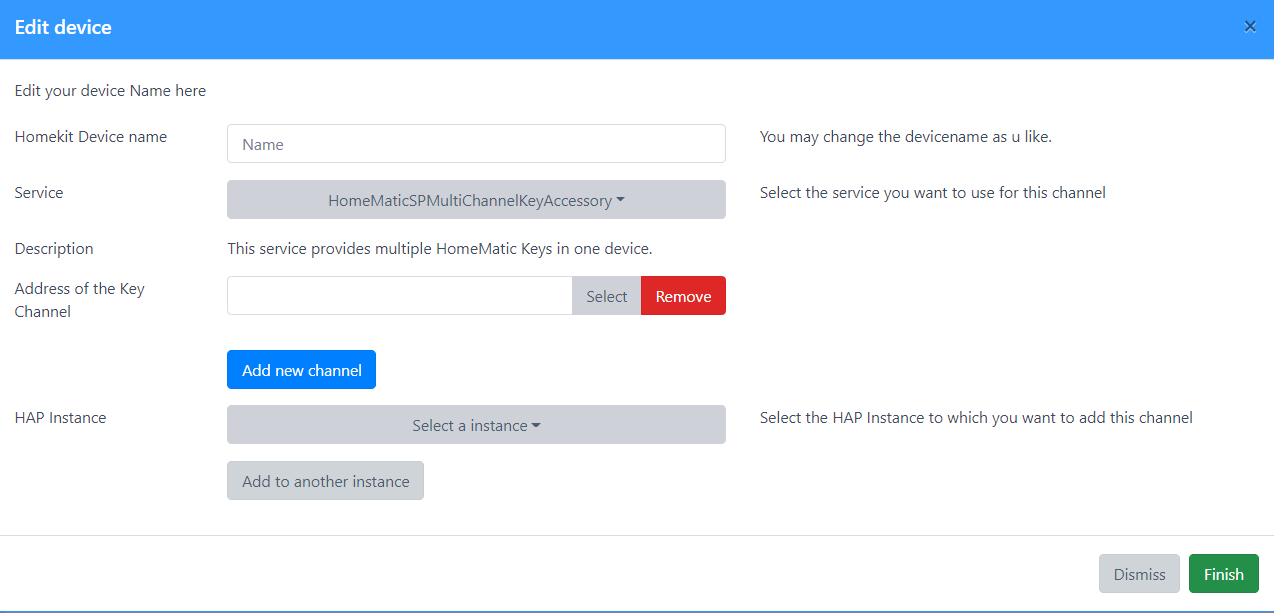 Edit device ×
Edit your device Name here
Homekit Device name Name You may change the devicename as u like.
Service HomeMaticSPMultiChannelKeyAccessory Select the service you want to use for this channel
Description This service provides multiple HomeMatic Keys in one device.
Address of the Key Select Remove
Channel
Add new channel
HAP Instance Select a instance Select the HAP Instance to which you want to add this channel
Add to another instance
Dismiss Finish